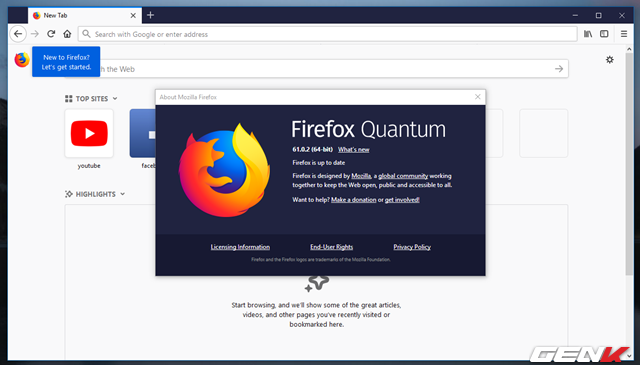 New Tab
Search with Google or enter address
New to Firefox?
Let's get started.
h the Web
TOP SITES
About Mozilla Firefox
Firefox Quantum
61.0.2 (64-bit) What's new
Firefox is up to date
Firefox is designed by Mozilla, a global community working
together to keep the Web open, public and accessible to all.
Want to help? Make a donation or get involved!
youtube
faceb
HIGHLIGHTS
Licensing Information End-User Rights Privacy Policy
Firefox and the Firefox logos are trademarks of the Mozilla Foundation.
Start browsing, and we'll show some of the great articles,
videos, and other pages you've recently visited or
bookmarked here.
GENK